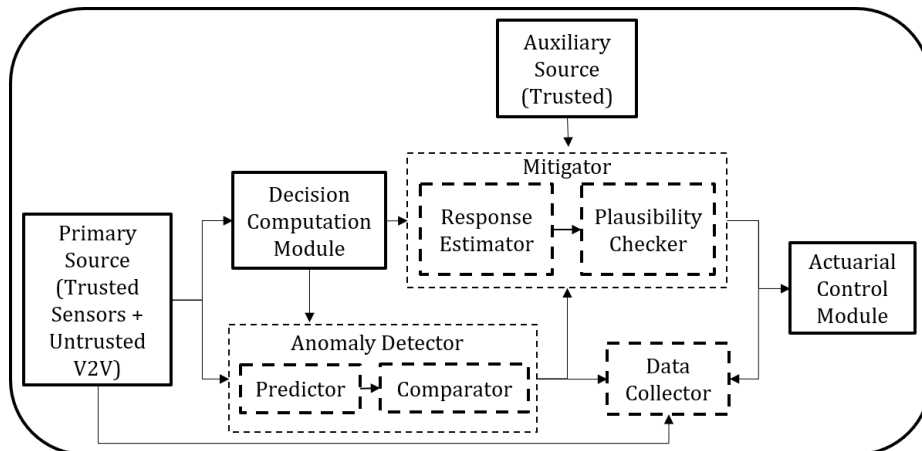 Auxiliary
Source
(Trusted)
Mitigator
Decision
Computation
Module
Response
Estimator
Plausibility
Checker
Primary
Source
(Trusted
Sensors +
Untrusted
V2V)
Actuarial
Control
Module
Anomaly Detector
Predictor
Comparator
Data
Collector